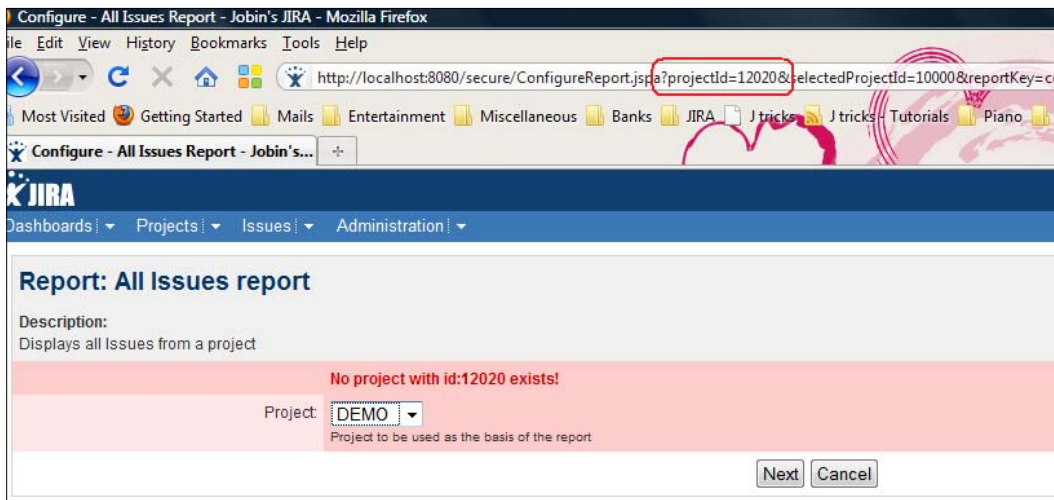 Configure - All Issues Report - Jobin's JIRA - Mozilla Firefox
ile Edit View History Bookmarks Tools Help
http://localhost:8080/secure/ConfigureReport.jspa?projectId=12020&selectedProjectId=10000&reportKey=c
Most Visited Getting Started Mails Entertainment Miscellaneous Banks JIRA J tricks J tricks - Tutorials Piano
Configure - All Issues Report - Jobin's...
JIRA
Dashboards Projects Issues Administration
Report: All Issues report
Description:
Displays all Issues from a project
No project with id:12020 exists!
Project: DEMO
Project to be used as the basis of the report
Next Cancel